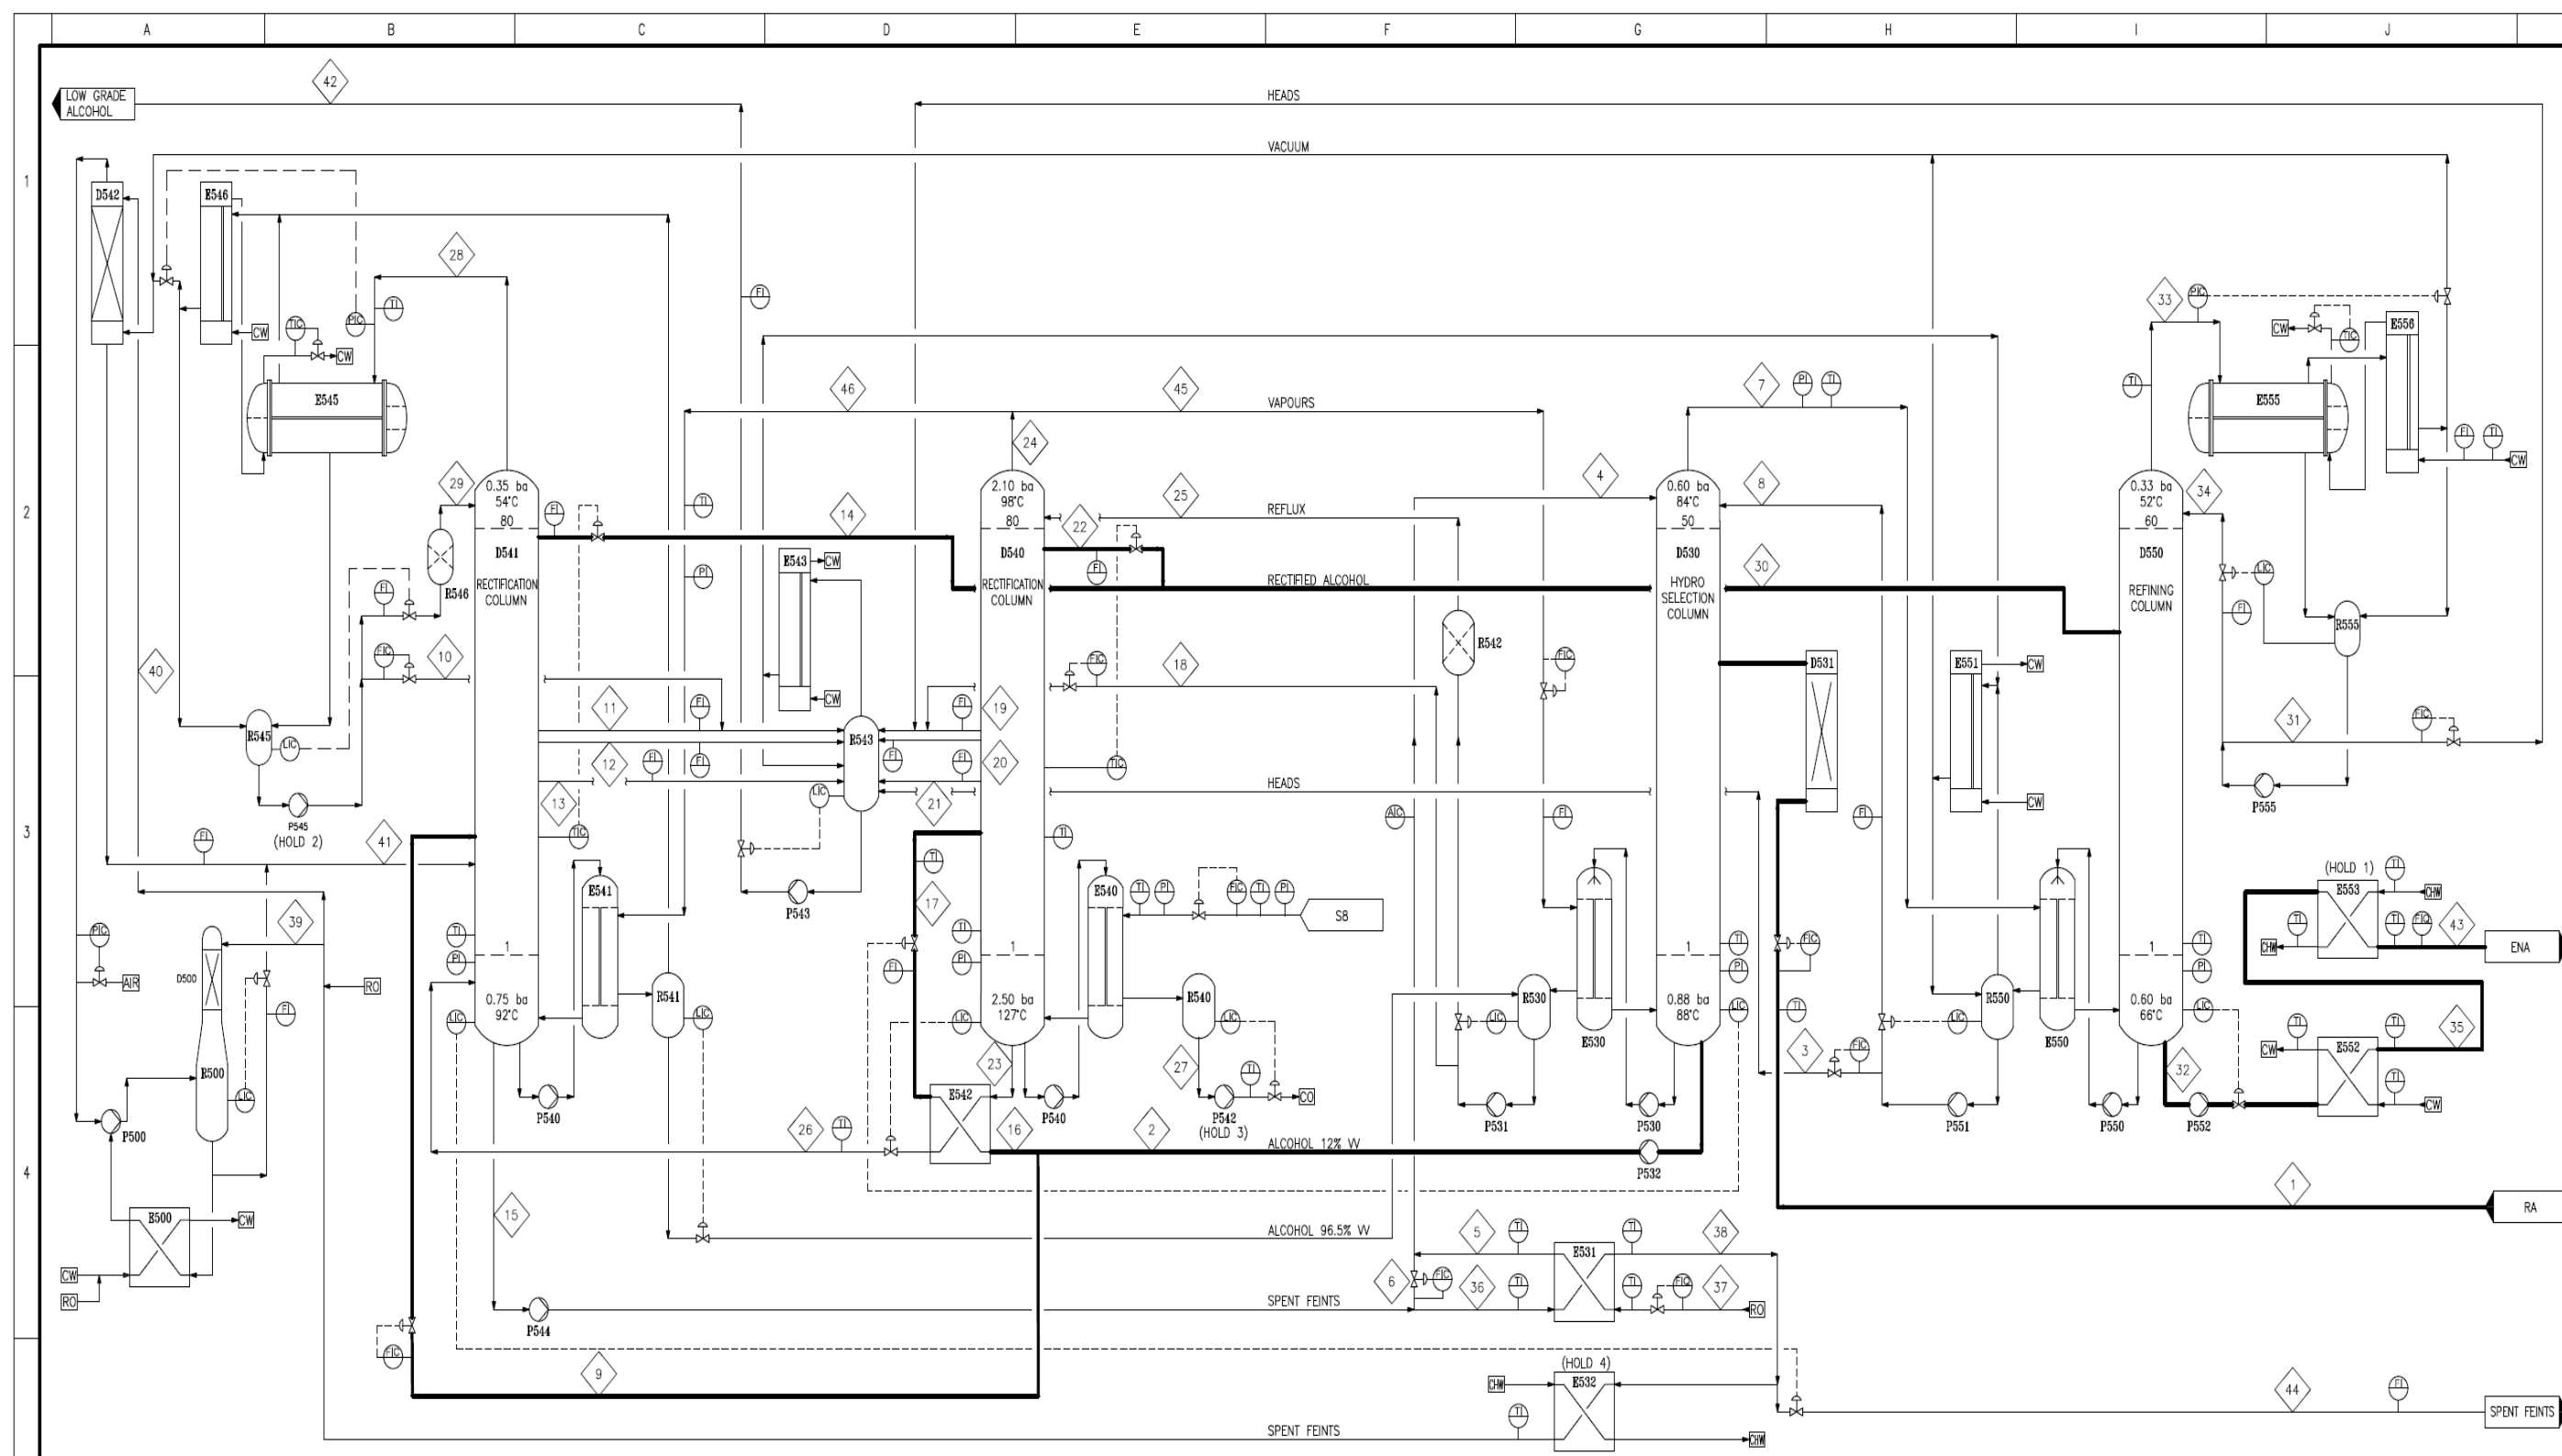 A B C D E F G H I J
42
LOW GRADE
ALCOHOL
HEADS
VACUUM
1
D542
E546
28
FI
33
PIC
TIC
PIC
TI
CW
CW
CW
TIC
E556
E545
46
45
7
PI
TI
TI
E555
VAPOURS
24
FI
TI
CW
29
0.35 ba
54°C
80
FI
14
TI
2.10 ba
98°C
80
25
22
REFLUX
4
0.60 ba
84°C
50
8
0.33 ba
52°C
60
34
2
D541
RECTIFICATION
COLUMN
E543
CW
D540
RECTIFICATION
COLUMN
FI
RECTIFIED ALCOHOL
D530
HYDRO
SELECTION
COLUMN
30
D550
REFINING
COLUMN
LIC
FI
R546
PI
R542
FI
R555
40
FIC
10
FIC
18
FIC
D531
E551
CW
11
FI
CW
FI
19
31
FIC
R545
LIC
R543
12
FI
FI
FI
FI
20
TIC
P545
(HOLD 2)
13
LIC
21
HEADS
CW
P555
3
FI
41
TIC
TI
TI
AIC
FI
FI
(HOLD 1)
TI
E541
P543
17
E540
TI
PI
FIC
TI
PI
S8
E553
CHW
39
TI
1
TI
1
1
TI
FIC
1
TI
TI
TI
FIQ
43
CHW
ENA
PIC
AIR
D500
RO
PI
R541
FI
PI
R540
R530
PI
R550
PI
0.75 ba
92°C
2.50 ba
127°C
0.88 ba
88°C
0.60 ba
66°C
FI
LIC
LIC
LIC
LIC
LIC
LIC
TI
LIC
LIC
E530
E550
TI
TI
35
CW
E552
R500
LIC
23
27
3
FIC
32
TI
CW
P540
E542
P540
TI
P542
(HOLD 3)
CO
P531
P530
P551
P550
P552
P500
26
TI
16
2
ALCOHOL 12% VV
P532
4
E500
CW
15
1
RA
ALCOHOL 96.5% VV
5
TI
E531
TI
38
CW
RO
6
FIC
36
TI
TI
FIQ
37
RO
SPENT FEINTS
P544
FIC
9
(HOLD 4)
E532
CHW
44
FI
SPENT FEINTS
SPENT FEINTS
TI
CHW